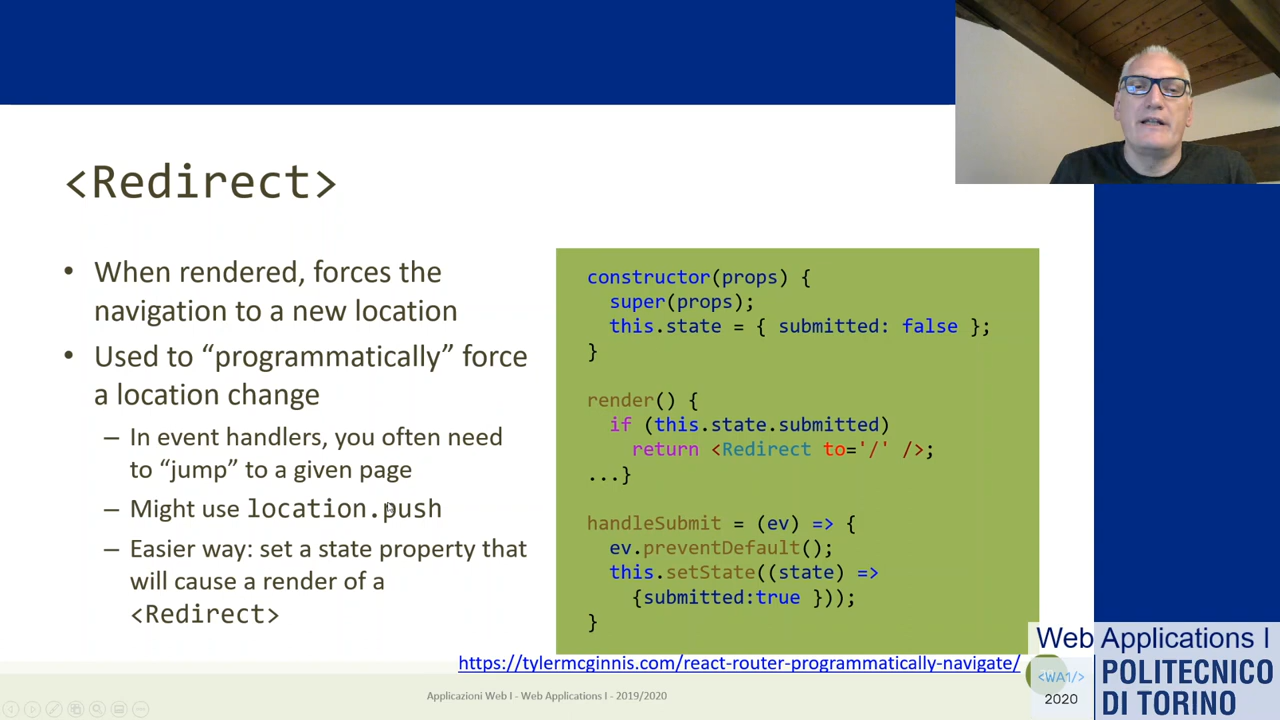 <Redirect>
• When rendered, forces the
navigation to a new location
• Used to “programmatically” force
a location change
– In event handlers, you often need
to “jump” to a given page
– Might use location.push
– Easier way: set a state property that
will cause a render of a
<Redirect>
constructor(props) {
super(props);
this.state = { submitted: false };
}
render() {
if (this.state.submitted)
return <Redirect to='/' />;
...}
handleSubmit = (ev) => {
ev.preventDefault();
this.setState((state) =>
{submitted:true }));
}
https://tylermcginnis.com/react-router-programmatically-navigate/
Applicazioni Web I - Web Applications I - 2019/2020
Web Applications I
<WA1/>
2020
POLITECNICO
DI TORINO